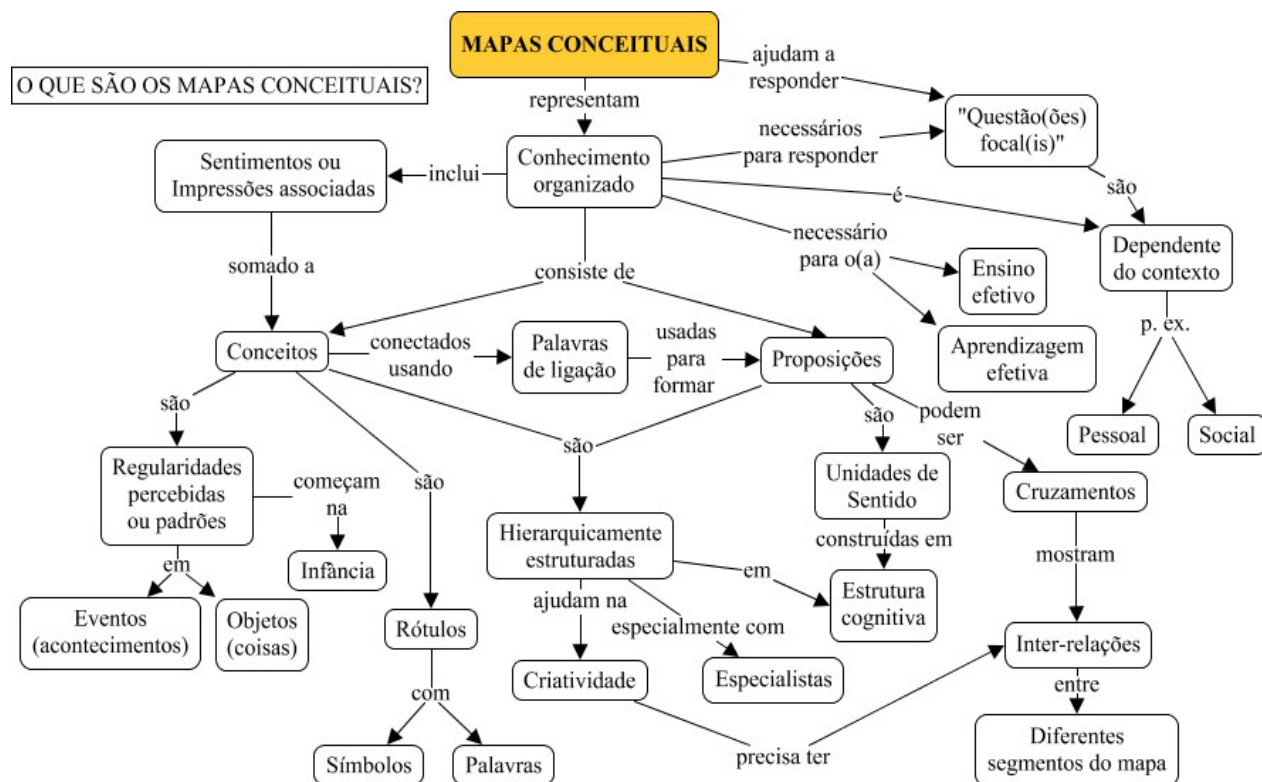 MAPAS CONCEITUAIS
O QUE SÃO OS MAPAS CONCEITUAIS?
ajudam a
responder
representam
"Questão(ões)
focal(is)"
necessários
para responder
Sentimentos ou
Impressões associadas
inclui
Conhecimento
organizado
é
são
necessário
para o(a)
Dependente
do contexto
somado a
consiste de
Ensino
efetivo
p. ex.
Conceitos
conectados
usando
Palavras
de ligação
usadas
para
formar
Proposições
Aprendizagem
efetiva
são
são
podem
ser
Pessoal
Social
Regularidades
percebidas
ou padrões
começam
na
são
são
Unidades de
Sentido
Cruzamentos
Hierarquicamente
estruturadas
construídas em
mostram
em
Infância
em
Estrutura
cognitiva
Eventos
(acontecimentos)
Objetos
(coisas)
Rótulos
ajudam na
especialmente com
Inter-relações
Criatividade
Especialistas
entre
com
precisa ter
Diferentes
segmentos do mapa
Símbolos
Palavras